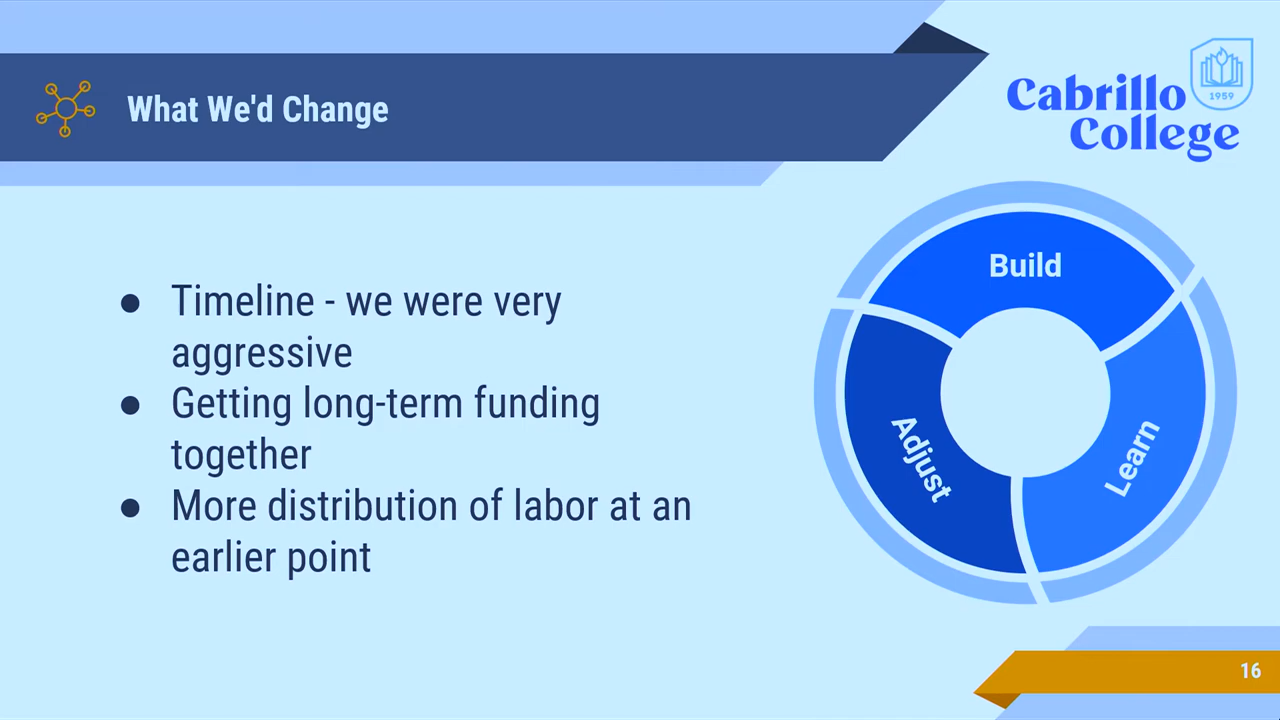 What We'd Change
Cabrillo
College
1959
● Timeline - we were very
aggressive
● Getting long-term funding
together
● More distribution of labor at an
earlier point
Build
Learn
Adjust
16